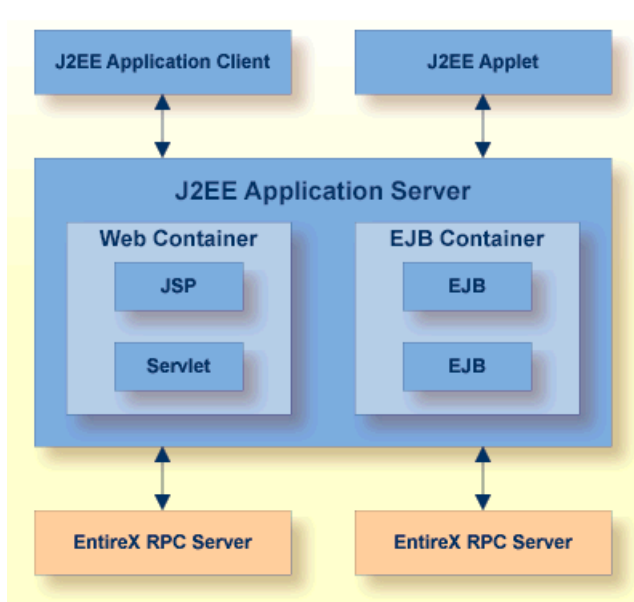 J2EE Application Client
J2EE Applet
J2EE Application Server
Web Container
EJB Container
JSP
EJB
Servlet
EJB
EntireX RPC Server
EntireX RPC Server